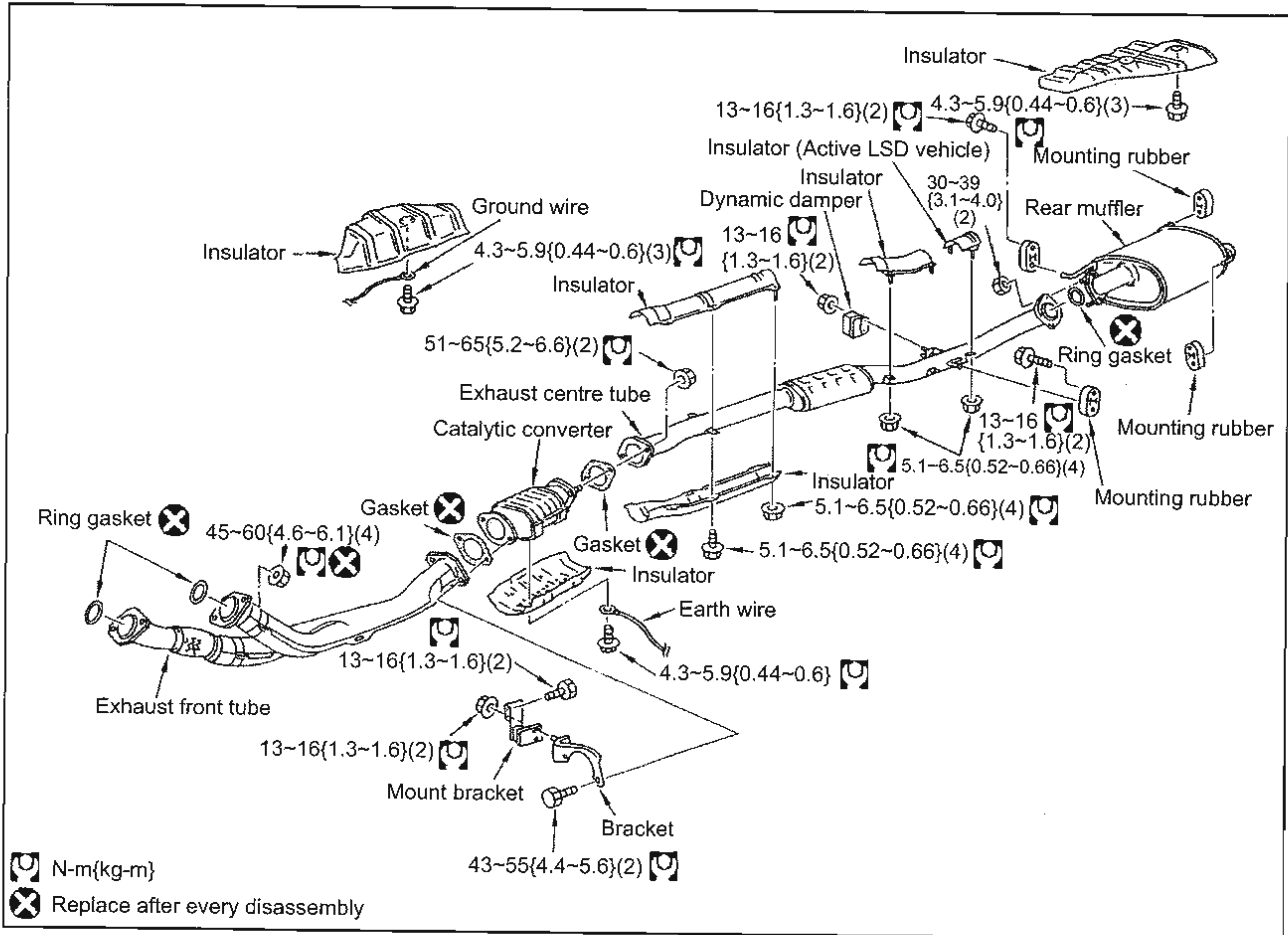 Insulator
13~16{1.3~1.6}(2)
4.3~5.9{0.44~0.6}(3)
Insulator (Active LSD vehicle)
Mounting rubber
Insulator
30~39
{3.1~4.0}
(2)
Dynamic damper
Rear muffler
Ground wire
13~16
{1.3~1.6}(2)
Insulator
4.3~5.9{0.44~0.6}(3)
Insulator
51~65{5.2~6.6}(2)
Ring gasket
Exhaust centre tube
Catalytic converter
13~16
{1.3~1.6}(2)
Mounting rubber
5.1~6.5{0.52~0.66}(4)
Insulator
Mounting rubber
Gasket
5.1~6.5{0.52~0.66}(4)
Ring gasket
45~60{4.6~6.1}(4)
Gasket
5.1~6.5{0.52~0.66}(4)
Insulator
Earth wire
13~16{1.3~1.6}(2)
4.3~5.9{0.44~0.6}
Exhaust front tube
13~16{1.3~1.6}(2)
Mount bracket
Bracket
43~55{4.4~5.6}(2)
N-m{kg-m}
Replace after every disassembly